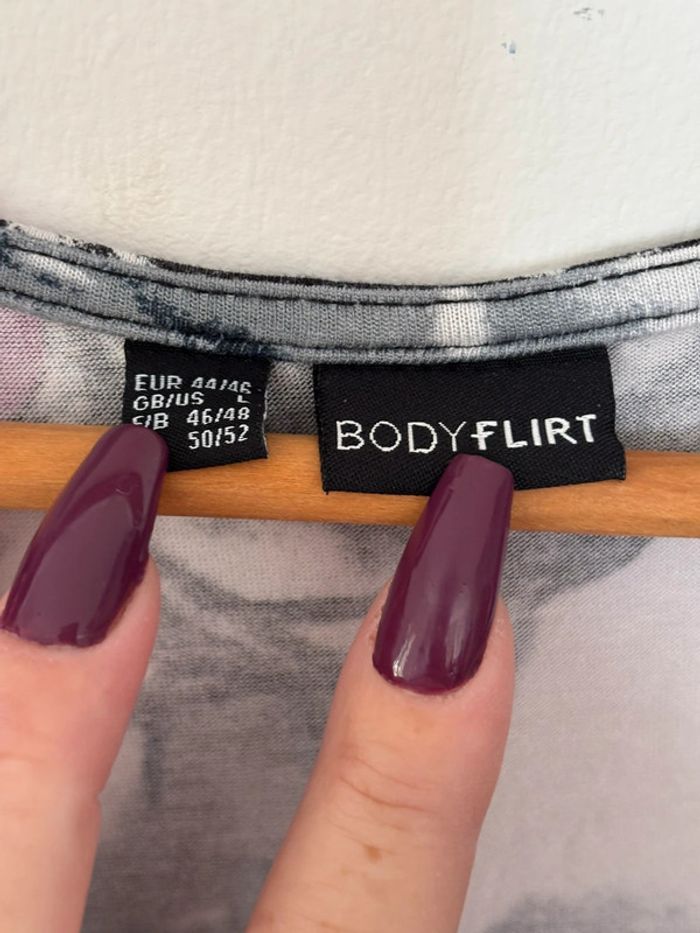 EUR 44/46
GB/US L
F/B 46/48
50/52
BODYFLIRT